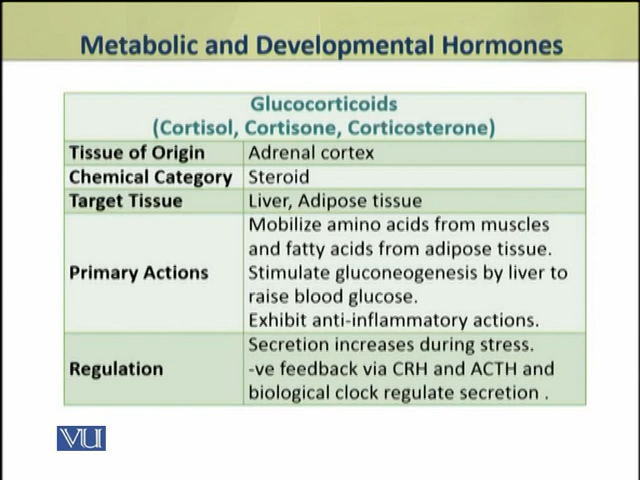 Metabolic and Developmental Hormones
Glucocorticoids
(Cortisol, Cortisone, Corticosterone)
Tissue of Origin Adrenal cortex
Chemical Category Steroid
Target Tissue Liver, Adipose tissue
Primary Actions
Mobilize amino acids from muscles
and fatty acids from adipose tissue.
Stimulate gluconeogenesis by liver to
raise blood glucose.
Exhibit anti-inflammatory actions.
Regulation
Secretion increases during stress.
-ve feedback via CRH and ACTH and
biological clock regulate secretion .
VU